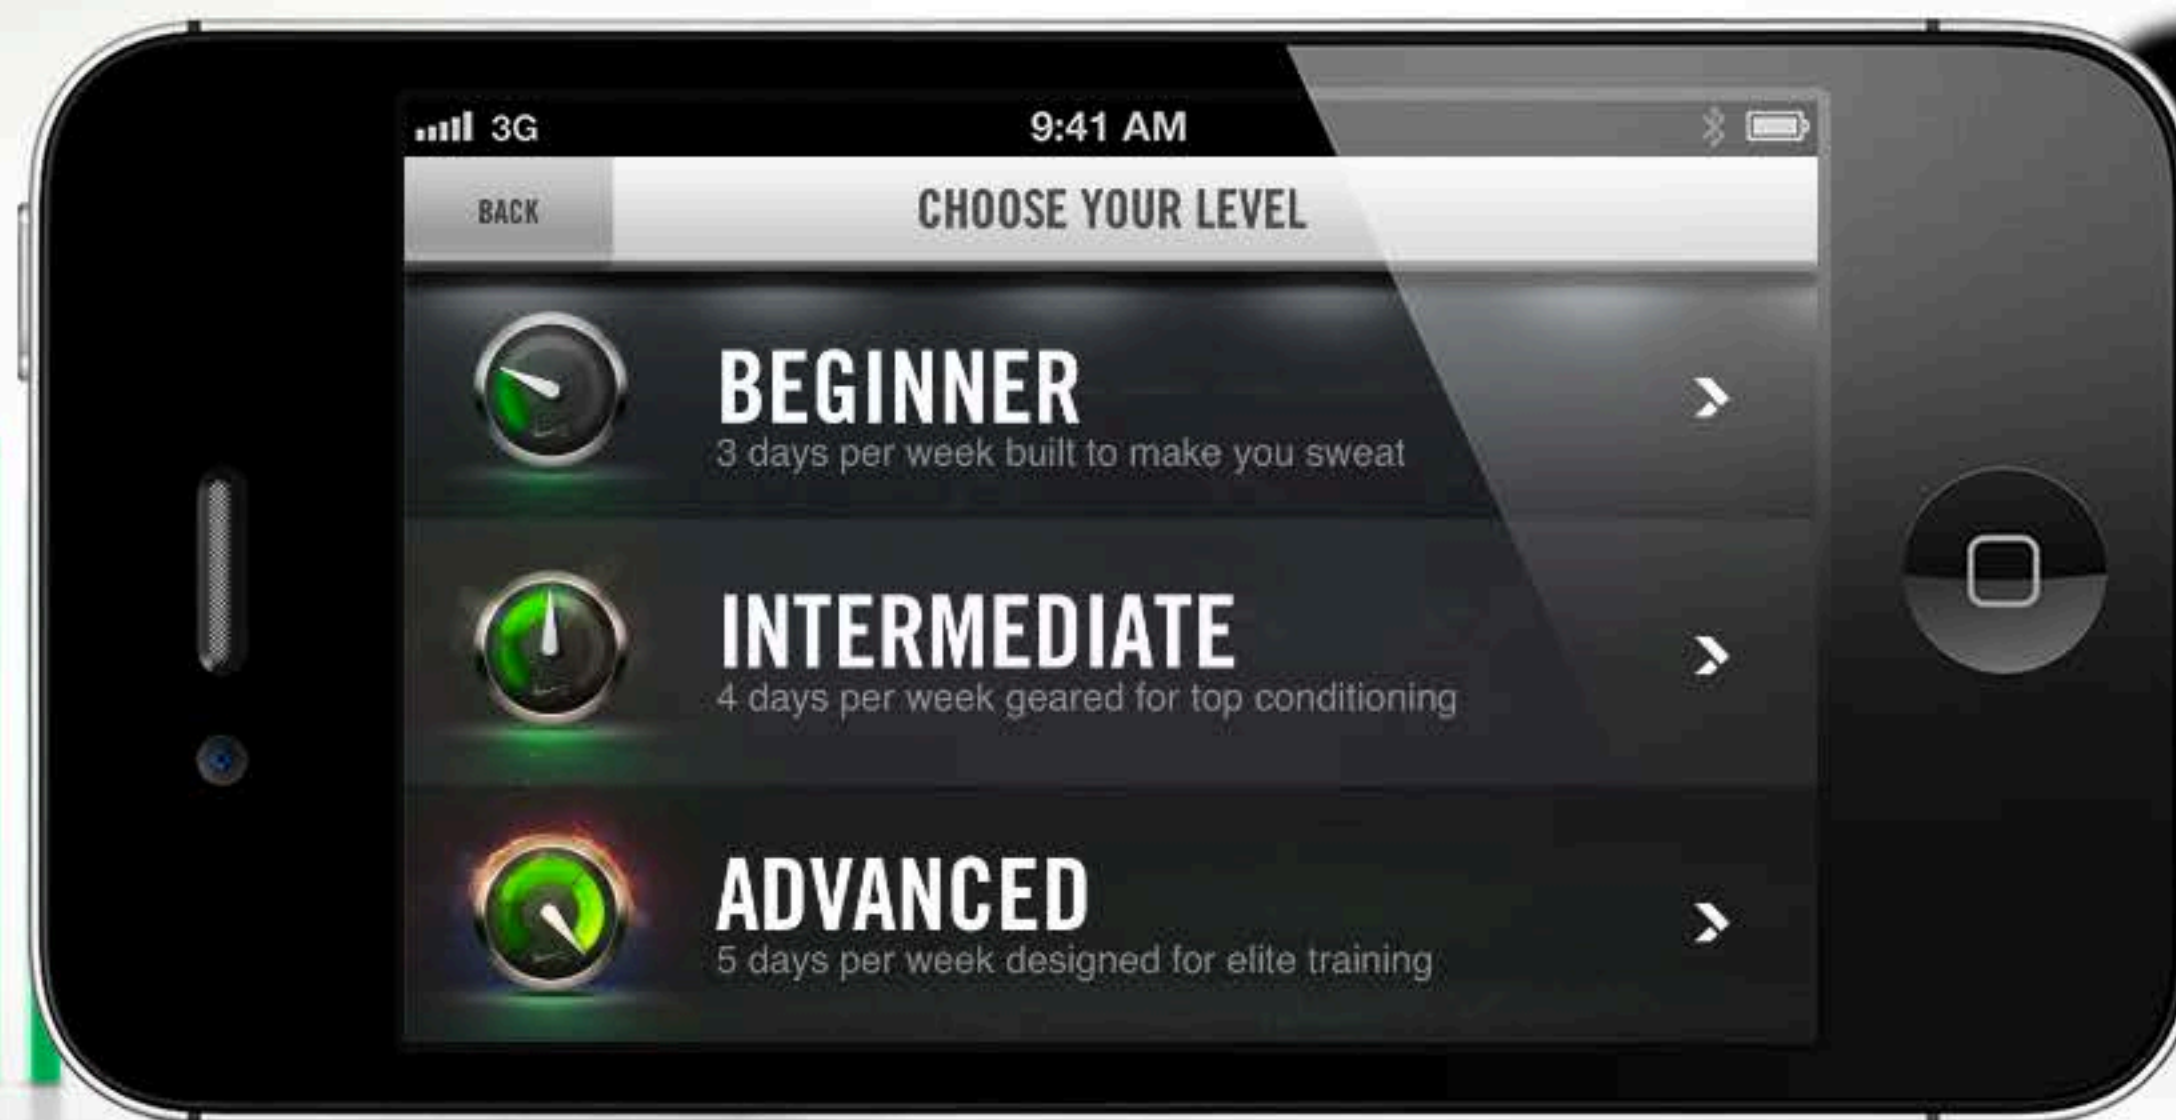 3G
9:41 AM
BACK
CHOOSE YOUR LEVEL
BEGINNER
3 days per week built to make you sweat
INTERMEDIATE
4 days per week geared for top conditioning
ADVANCED
5 days per week designed for elite training